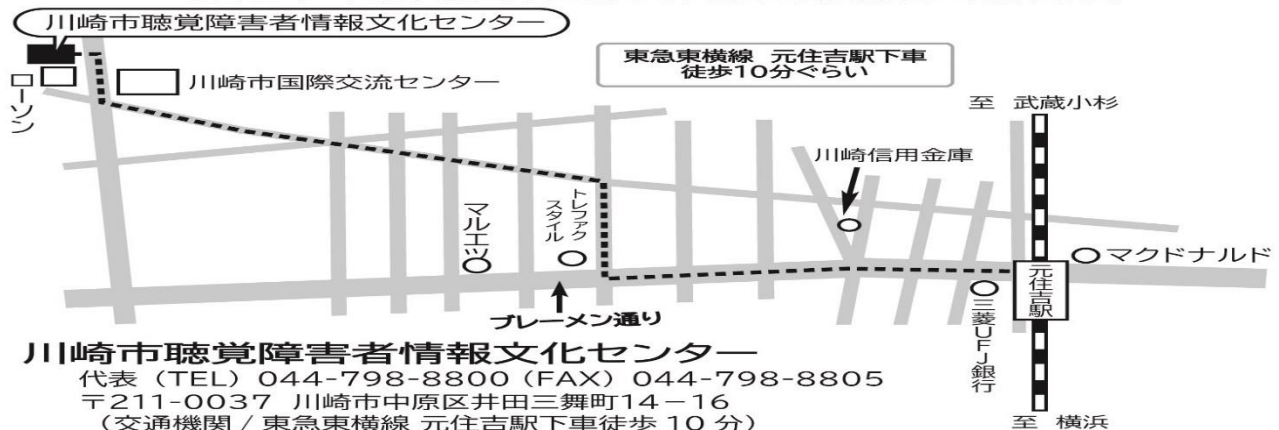 川崎市聴覚障害者情報文化センター
ローソン
川崎市国際交流センター
東急東横線 元住吉駅下車
徒歩10分ぐらい
至 武蔵小杉
川崎信用金庫
マルエツ
トレファク
スタイル
マクドナルド
元住吉駅
三菱UFJ銀行
ブレーメン通り
至 横浜
川崎市聴覚障害者情報文化センター
代表(TEL)044-798-8800(FAX)044-798-8805
〒211-0037 川崎市中原区井田三舞町14-16
(交通機関/東急東横線 元住吉駅下車徒歩10分)